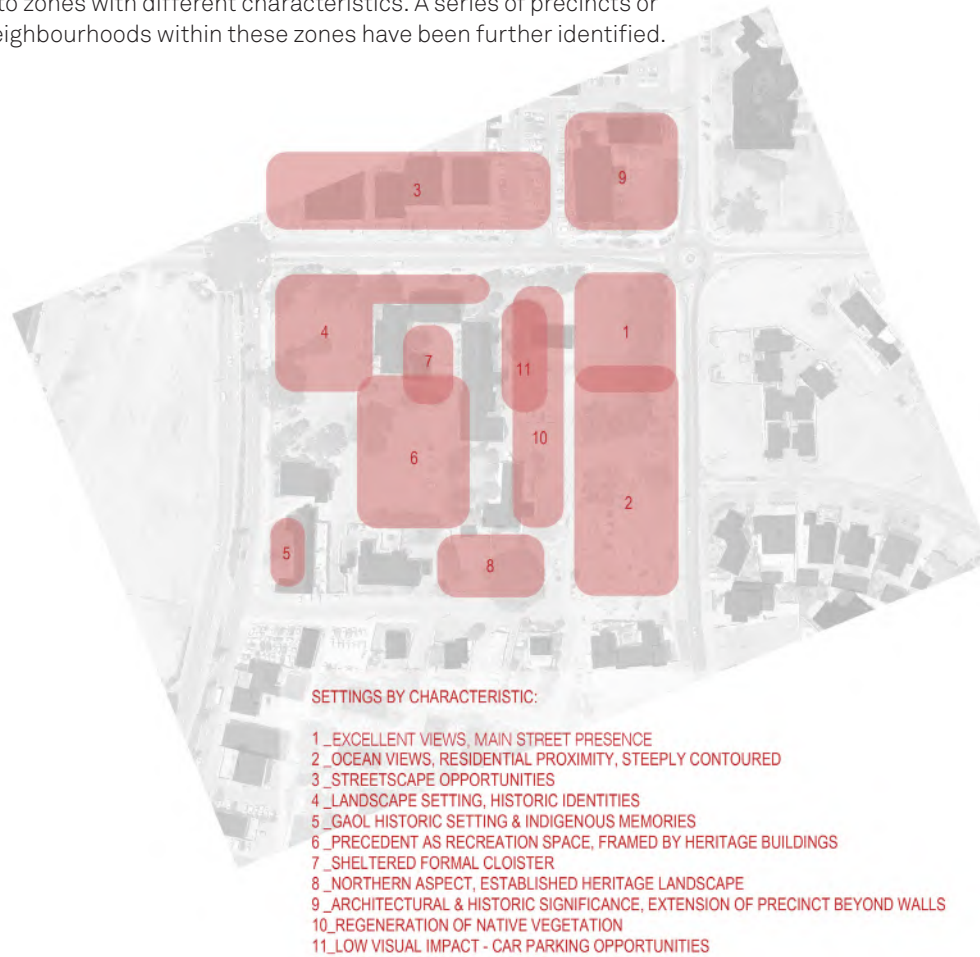 to zones with different characteristics. A series of precincts or
eighbourhoods within these zones have been further identified.
3
9
4
1
7
11
10
6
2
5
8
SETTINGS BY CHARACTERISTIC:
1 _EXCELLENT VIEWS, MAIN STREET PRESENCE
2 _OCEAN VIEWS, RESIDENTIAL PROXIMITY, STEEPLY CONTOURED
3 _STREETSCAPE OPPORTUNITIES
4 _LANDSCAPE SETTING, HISTORIC IDENTITIES
5 _GAOL HISTORIC SETTING & INDIGENOUS MEMORIES
6 _PRECEDENT AS RECREATION SPACE, FRAMED BY HERITAGE BUILDINGS
7 _SHELTERED FORMAL CLOISTER
8 _NORTHERN ASPECT, ESTABLISHED HERITAGE LANDSCAPE
9 _ARCHITECTURAL & HISTORIC SIGNIFICANCE, EXTENSION OF PRECINCT BEYOND WALLS
10_REGENERATION OF NATIVE VEGETATION
11_LOW VISUAL IMPACT - CAR PARKING OPPORTUNITIES